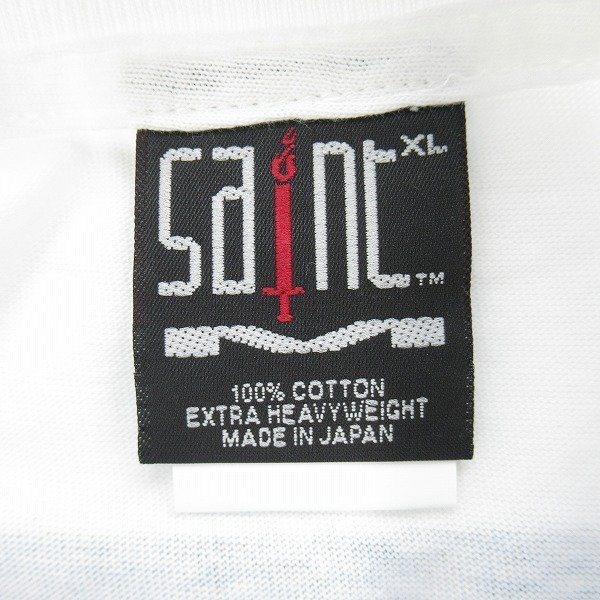 saint XL
TM
100% COTTON
EXTRA HEAVYWEIGHT
MADE IN JAPAN